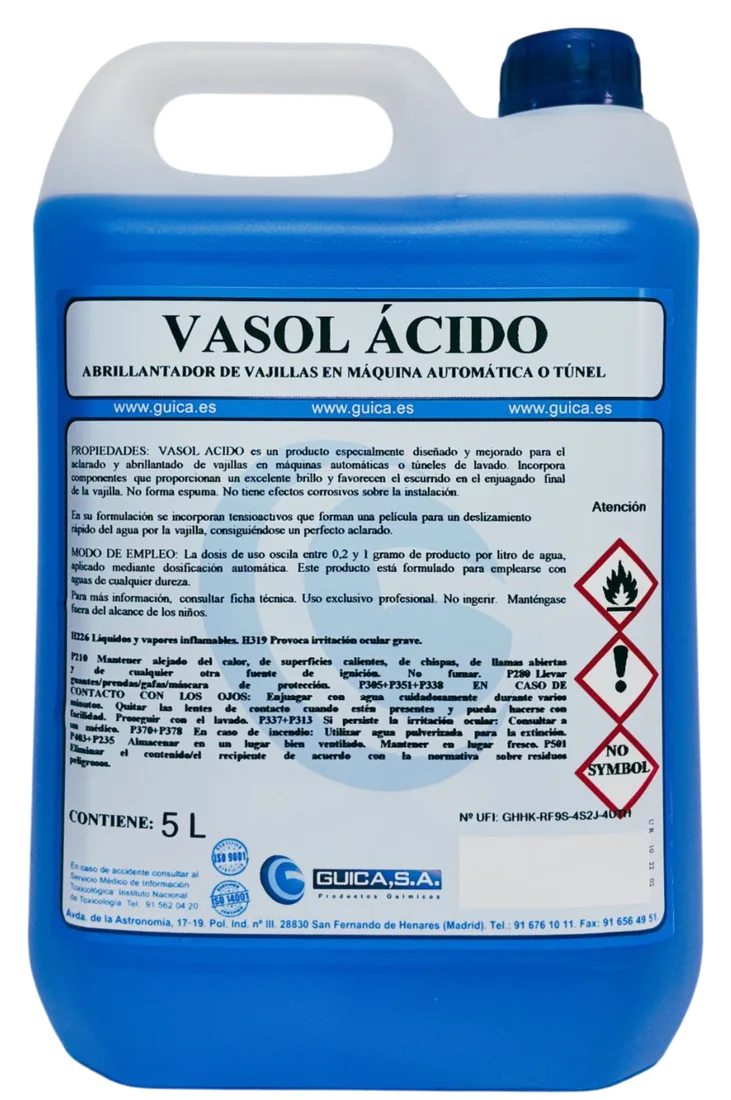 VASOL ÁCIDO
ABRILLANTADOR DE VAJILLAS EN MÁQUINA AUTOMÁTICA O TÚNEL
www.guica.es www.guica.es www.guica.es
PROPIEDADES: VASOL ACIDO es un producto especialmente diseñado y mejorado para el
aclarado y abrillantado de vajillas en máquinas automáticas o túneles de lavado. Incorpora
componentes que proporcionan un excelente brillo y favorecen el escurrido en el enjuagado final
de la vajilla. No forma espuma. No tiene efectos corrosivos sobre la instalación.
En su formulación se incorporan tensioactivos que forman una película para un deslizamiento
rápido del agua por la vajilla, consiguiéndose un perfecto aclarado.
MODO DE EMPLEO: La dosis de uso oscila entre 0,2 y 1 gramo de producto por litro de agua,
aplicado mediante dosificación automática. Este producto está formulado para emplearse con
aguas de cualquier dureza.
Para más información, consultar ficha técnica. Uso exclusivo profesional. No ingerir. Manténgase
fuera del alcance de los niños.
H226 Líquidos y vapores inflamables. H319 Provoca irritación ocular grave.
P210 Mantener alejado del calor, de superficies calientes, de chispas, de llamas abiertas
y de cualquier otra fuente de ignición. No fumar. P280 Llevar
guantes/prendas/gafas/máscara de protección. P305+P351+P338 EN CASO DE
CONTACTO CON LOS OJOS: Enjuagar con agua cuidadosamente durante varios
minutos. Quitar las lentes de contacto cuando estén presentes y pueda hacerse con
facilidad. Proseguir con el lavado. P337+P313 Si persiste la irritación ocular: Consultar a
un médico. P370+P378 En caso de incendio: Utilizar agua pulverizada para la extinción.
P403+P235 Almacenar en un lugar bien ventilado. Mantener en lugar fresco. P501
Eliminar el contenido/el recipiente de acuerdo con la normativa sobre residuos
peligrosos.
Atención
NO
SYMBOL
CONTIENE: 5 L
Nº UFI: GHHK-RF9S-4S2J-4UTH
UR 10 22 02
En caso de accidente consultar al
Servicio Médico de Información
Toxicológica: Instituto Nacional
de Toxicología Tel. 91 562 04 20
ISO 9001
ISO 14001
GUICA,S.A.
Productos Químicos
Avda. de la Astronomía, 17-19. Pol. Ind. nº III. 28830 San Fernando de Henares (Madrid). Tel.: 91 676 10 11. Fax: 91 656 49 51